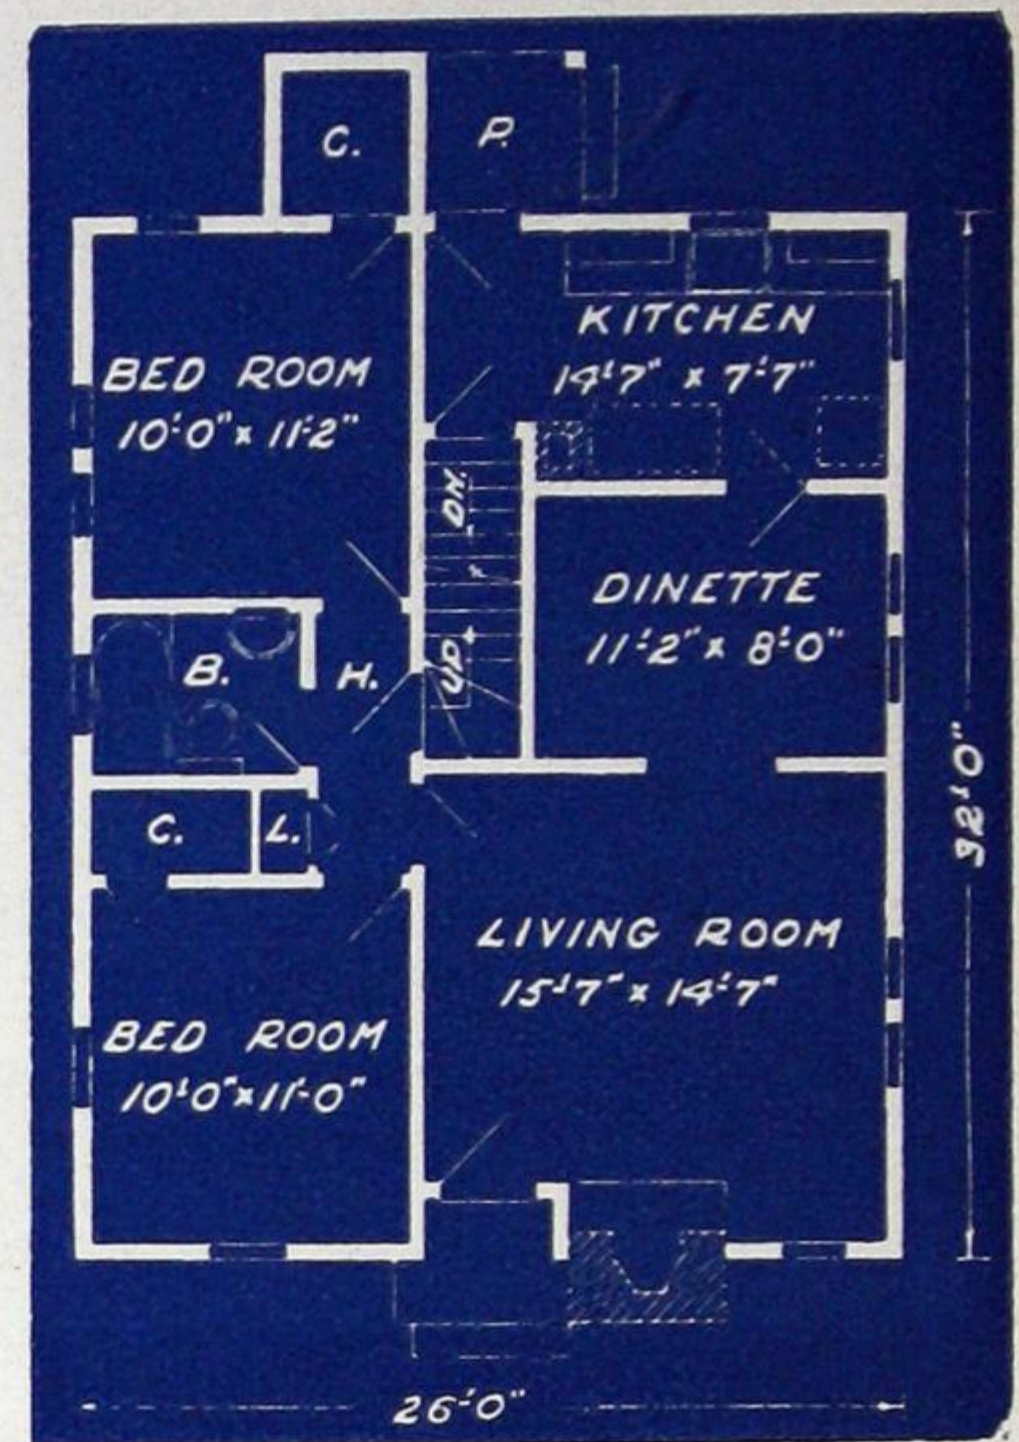 C.
P.
KITCHEN
14'-7" x 7'-7"
BED ROOM
10'-0" x 11'-2"
DN.
DINETTE
11'-2" x 8'-0"
B.
H.
UP
C.
L.
LIVING ROOM
15'-7" x 14'-7"
BED ROOM
10'-0" x 11'-0"
32'-0"
26'-0"